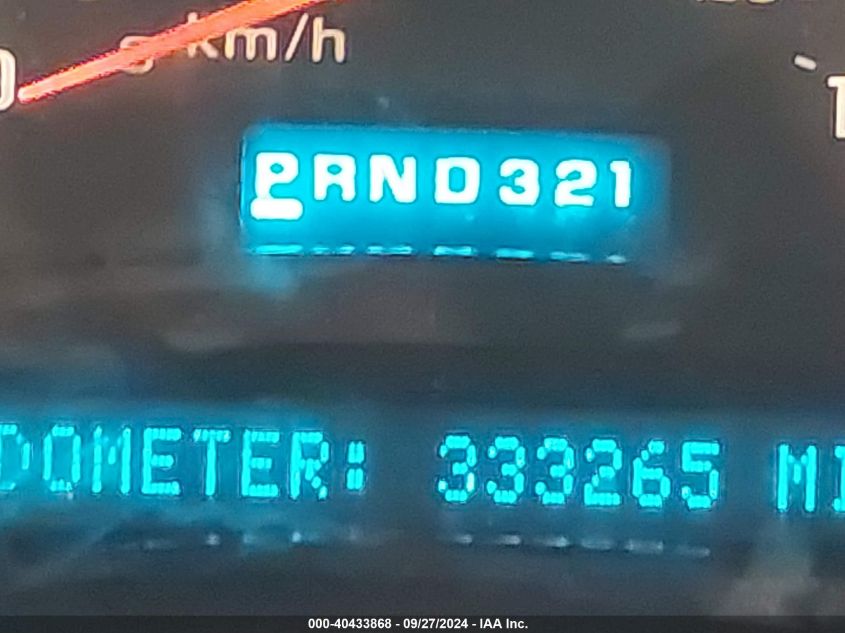 km/h
PRND321
DOMETER: 333265 MI
000-40433868 - 09/27/2024 - IAA Inc.